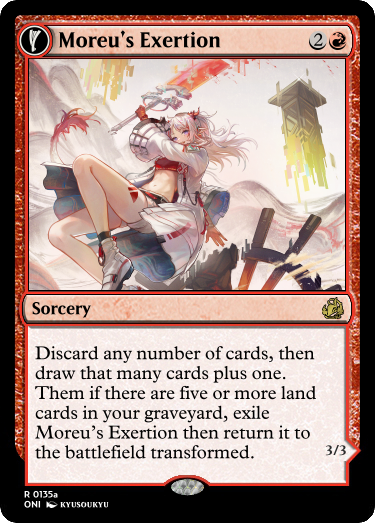 Moreu's Exertion 2
Sorcery
Discard any number of cards, then
draw that many cards plus one.
Them if there are five or more land
cards in your graveyard, exile
Moreu's Exertion then return it to
the battlefield transformed.
3/3
R 0135a
ONI KYUSOUKYU